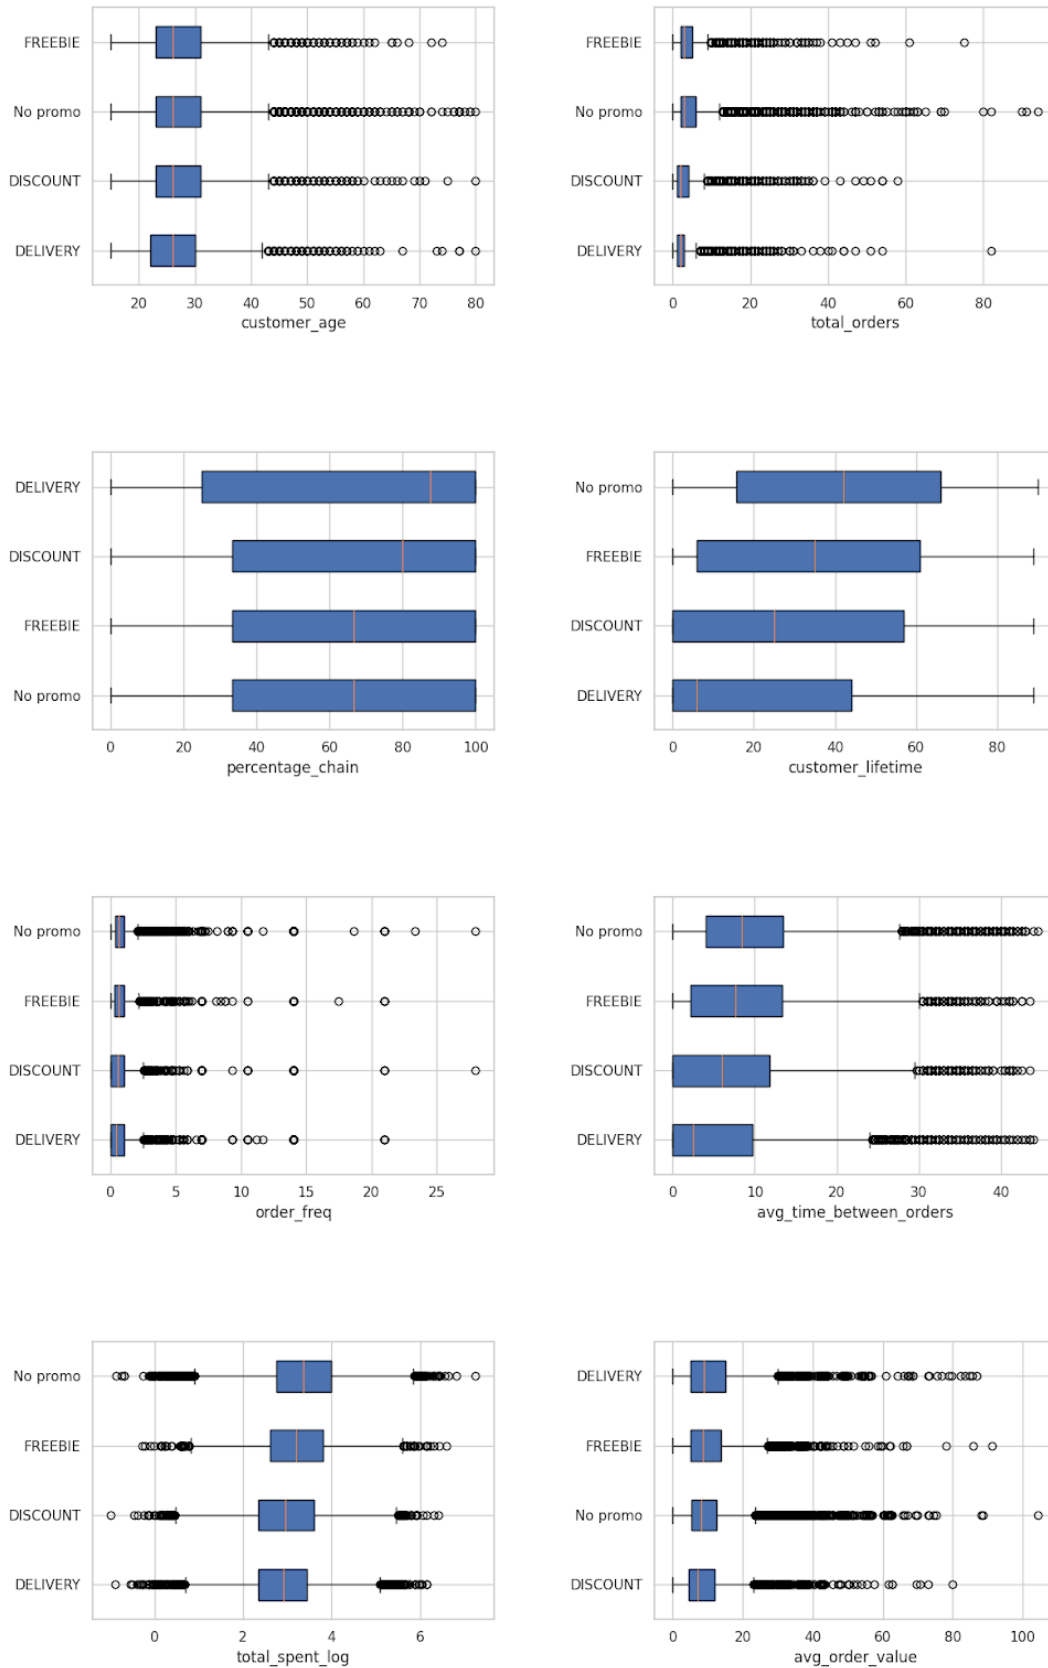 FREEBIE
No promo
DISCOUNT
DELIVERY
20 30 40 50 60 70 80
customer_age
FREEBIE
No promo
DISCOUNT
DELIVERY
0 20 40 60 80
total_orders
DELIVERY
DISCOUNT
FREEBIE
No promo
0 20 40 60 80 100
percentage_chain
No promo
FREEBIE
DISCOUNT
DELIVERY
0 20 40 60 80
customer_lifetime
No promo
FREEBIE
DISCOUNT
DELIVERY
0 5 10 15 20 25
order_freq
No promo
FREEBIE
DISCOUNT
DELIVERY
0 10 20 30 40
avg_time_between_orders
No promo
FREEBIE
DISCOUNT
DELIVERY
0 2 4 6
total_spent_log
DELIVERY
FREEBIE
No promo
DISCOUNT
0 20 40 60 80 100
avg_order_value